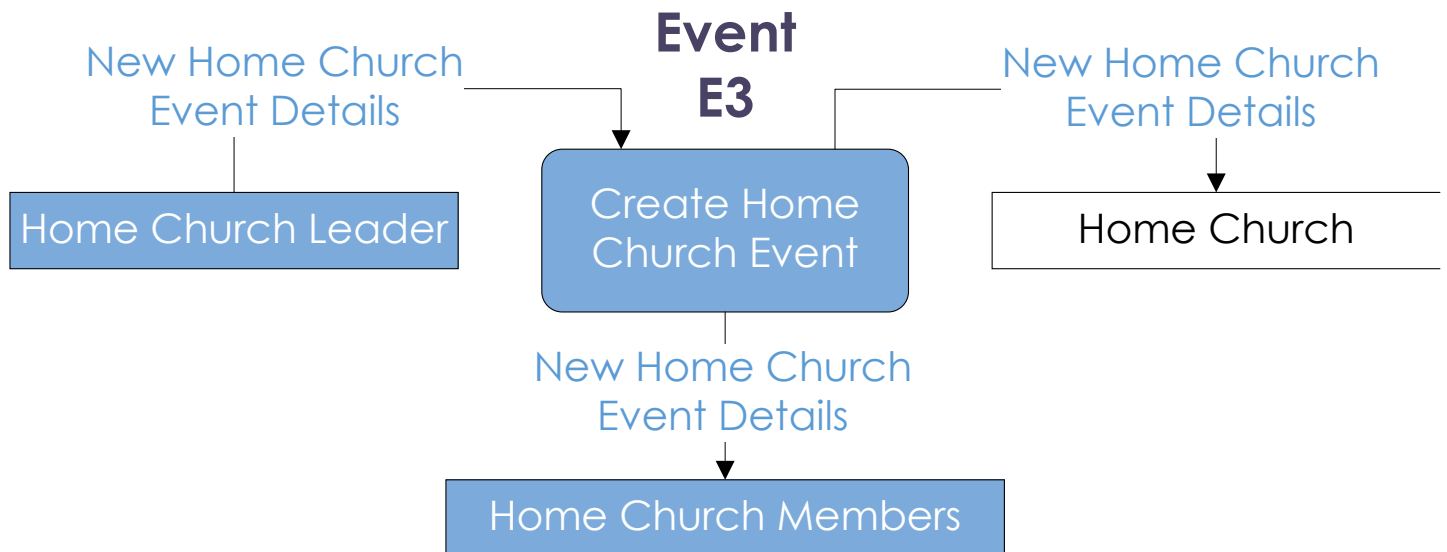 Event
E3
New Home Church
Event Details
New Home Church
Event Details
Home Church Leader
Create Home
Church Event
Home Church
New Home Church
Event Details
Home Church Members